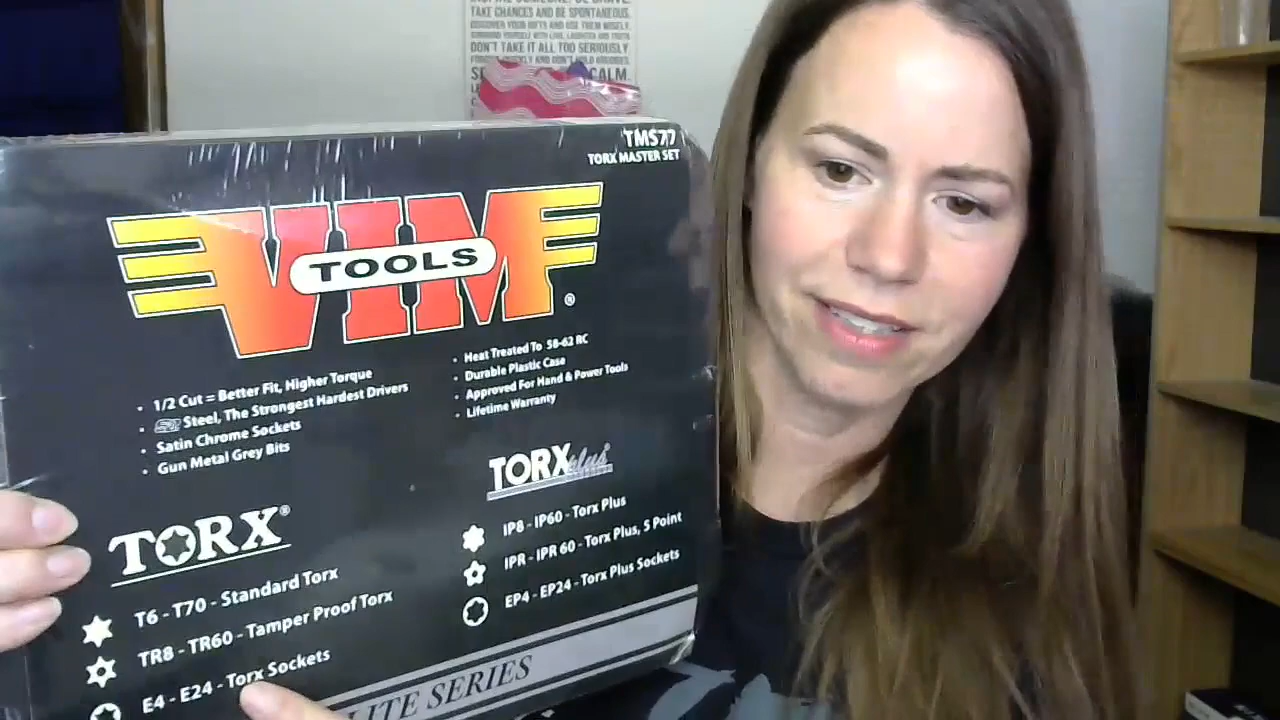 TAKE CHANCES AND BE SPONTANEOUS.
DON'T TAKE IT ALL TOO SERIOUSLY
CALM
TMS77
TORX MASTER SET
VIM
TOOLS
®
• 1/2 Cut = Better Fit, Higher Torque
• S2 Steel, The Strongest Hardest Drivers
• Satin Chrome Sockets
• Gun Metal Grey Bits
• Heat Treated To 58-62 RC
• Durable Plastic Case
• Approved For Hand & Power Tools
• Lifetime Warranty
TORX®
T6 - T70 - Standard Torx
TR8 - TR60 - Tamper Proof Torx
E4 - E24 - Torx Sockets
TORX plus®
IP8 - IP60 - Torx Plus
IPR - IPR 60 - Torx Plus, 5 Point
EP4 - EP24 - Torx Plus Sockets
LITE SERIES